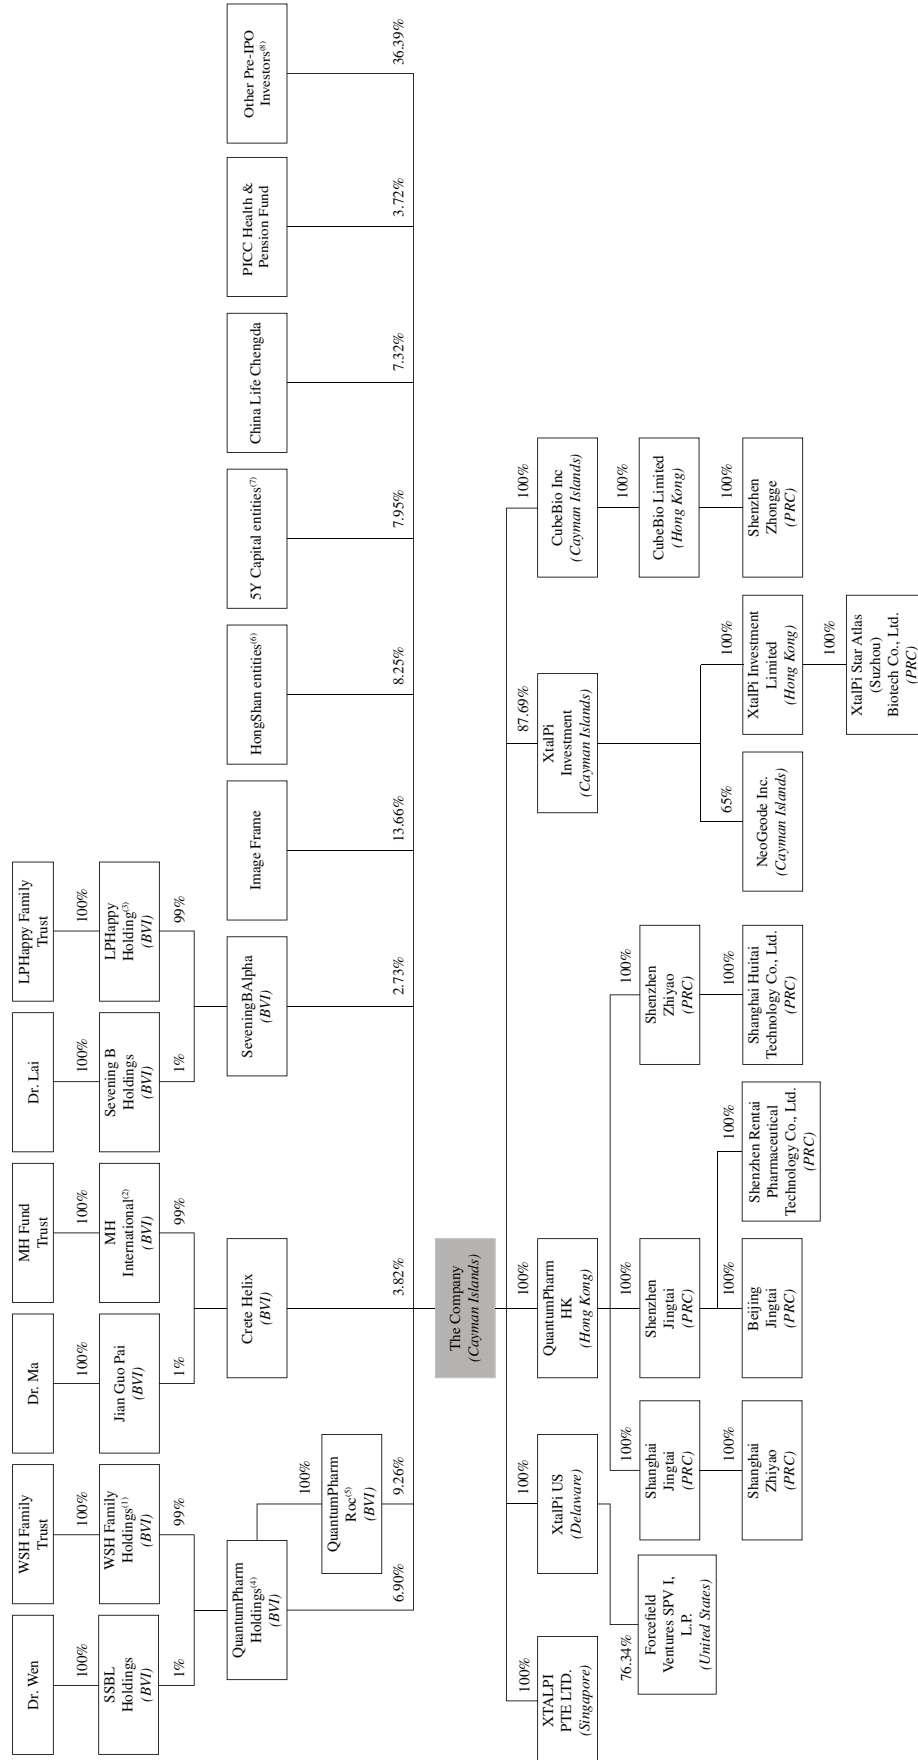 Dr. Wen
WSH Family
Trust
Dr. Ma
MH Fund
Trust
Dr. Lai
LPHappy Family
Trust
100%
100%
100%
100%
100%
100%
SSBL
Holdings
(BVI)
WSH Family
Holdings(1)
(BVI)
Jian Guo Pai
(BVI)
MH
International(2)
(BVI)
Sevening B
Holdings
(BVI)
LPHappy
Holding(3)
(BVI)
1%
99%
1%
99%
1%
99%
QuantumPharm
Holdings(4)
(BVI)
Crete Helix
(BVI)
SeveningBAlpha
(BVI)
Image Frame
HongShan entities(6)
5Y Capital entities(7)
China Life Chengda
PICC Health &
Pension Fund
Other Pre-IPO
Investors(8)
100%
QuantumPharm
Roc(5)
(BVI)
6.90%
9.26%
3.82%
2.73%
13.66%
8.25%
7.95%
7.32%
3.72%
36.39%
The Company
(Cayman Islands)
100%
100%
100%
87.69%
100%
XTALPI
PTE LTD.
(Singapore)
XtalPi US
(Delaware)
QuantumPharm
HK
(Hong Kong)
XtalPi
Investment
(Cayman Islands)
CubeBio Inc
(Cayman Islands)
76.34%
100%
100%
100%
100%
Forcefield
Ventures SPV I,
L.P.
(United States)
Shanghai
Jingtai
(PRC)
Shenzhen
Jingtai
(PRC)
Shenzhen
Zhiyao
(PRC)
CubeBio Limited
(Hong Kong)
100%
100%
100%
100%
65%
100%
100%
Shanghai
Zhiyao
(PRC)
Beijing
Jingtai
(PRC)
Shenzhen Rentai
Pharmaceutical
Technology Co., Ltd.
(PRC)
Shanghai Huitai
Technology Co., Ltd.
(PRC)
NeoGeode Inc.
(Cayman Islands)
XtalPi Investment
Limited
(Hong Kong)
Shenzhen
Zhongge
(PRC)
100%
XtalPi Star Atlas
(Suzhou)
Biotech Co., Ltd.
(PRC)